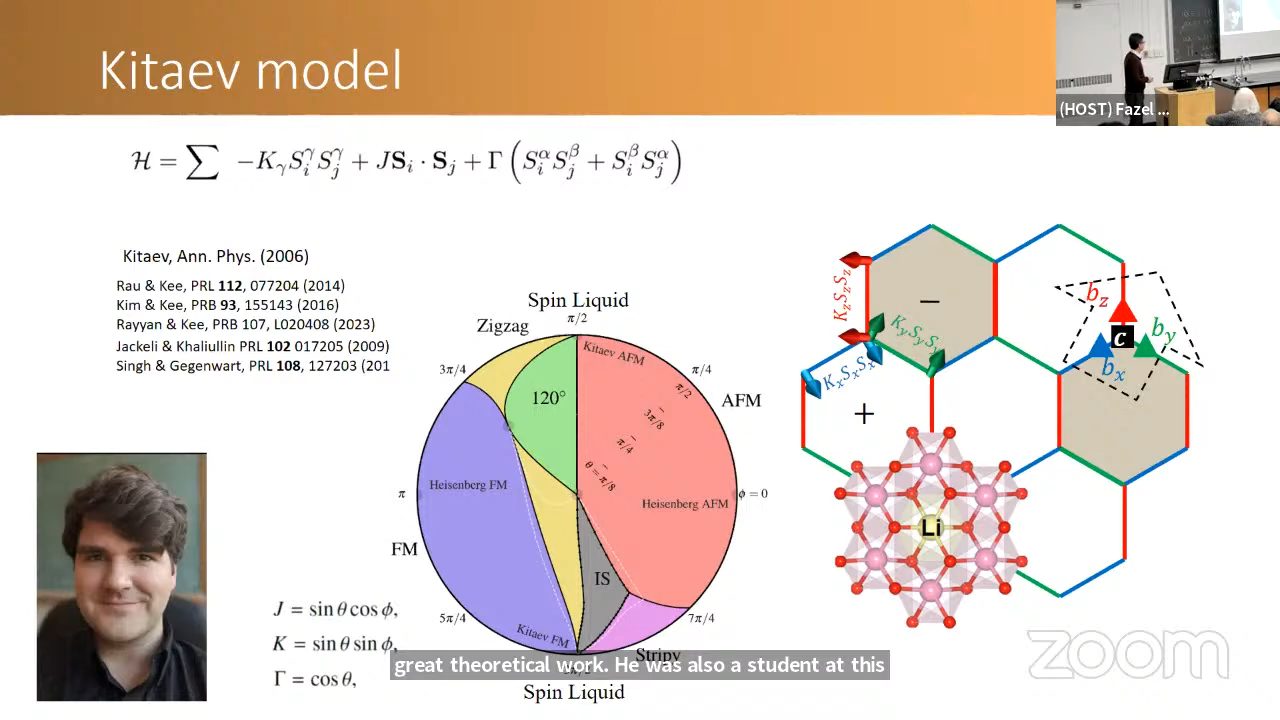 Kitaev model
(HOST) Fazel ...
ℋ = ∑ −K_γ S_i^γ S_j^γ + J𝐒_i · 𝐒_j + Γ (S_i^α S_j^β + S_i^β S_j^α)
Kitaev, Ann. Phys. (2006)
Rau & Kee, PRL 112, 077204 (2014)
Kim & Kee, PRB 93, 155143 (2016)
Rayyan & Kee, PRB 107, L020408 (2023)
Jackeli & Khaliullin PRL 102 017205 (2009)
Singh & Gegenwart, PRL 108, 127203 (201
Spin Liquid
π/2
Zigzag
Kitaev AFM
3π/4
π/4
π/2
AFM
120°
3π/8
π/4
θ = π/8
Heisenberg FM
π
Heisenberg AFM
ϕ = 0
FM
IS
5π/4
7π/4
Kitaev FM
Stripy
Spin Liquid
J = sin θ cos ϕ,
K = sin θ sin ϕ,
Γ = cos θ,
K_z S_z S_z
−
K_y S_y S_y
K_x S_x S_x
+
b_z
c
b_y
b_x
Li
great theoretical work. He was also a student at this
zoom